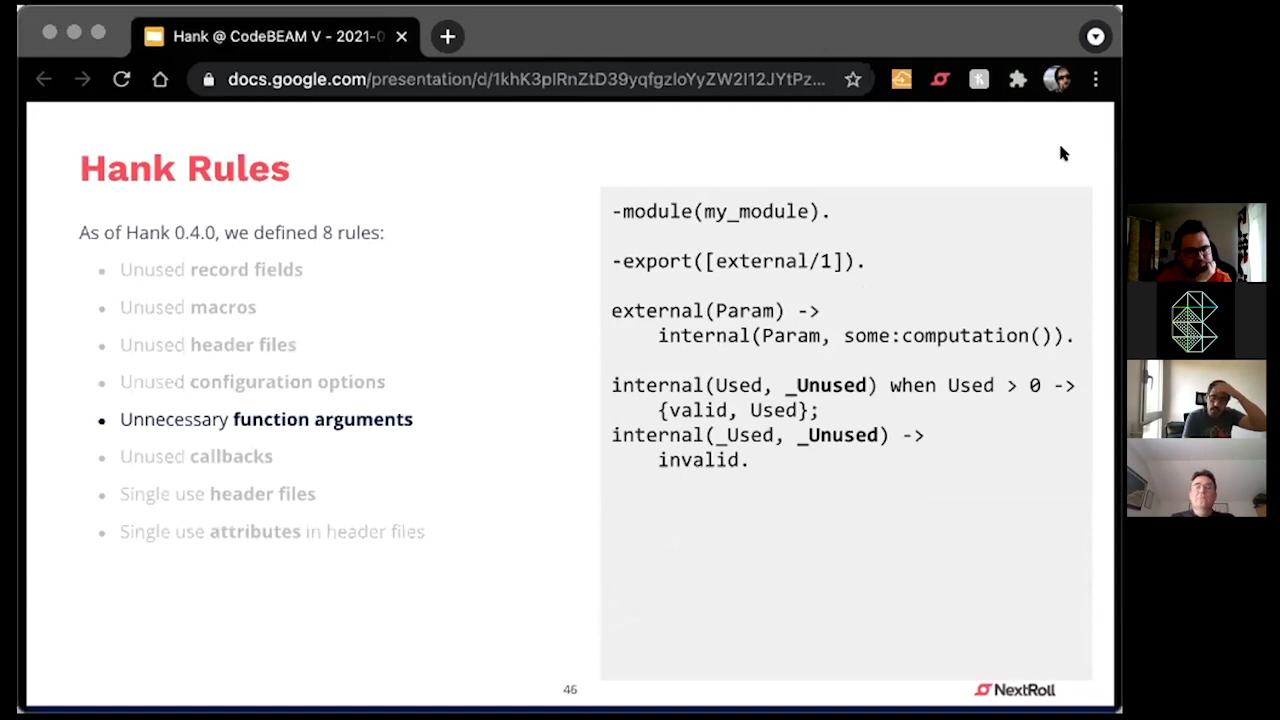 Hank @ CodeBEAM V - 2021-0
docs.google.com/presentation/d/1khK3plRnZtD39yqfgzloYyZW2l12JYtPz...
Hank Rules
As of Hank 0.4.0, we defined 8 rules:
Unused record fields
Unused macros
Unused header files
Unused configuration options
Unnecessary function arguments
Unused callbacks
Single use header files
Single use attributes in header files
-module(my_module).
-export([external/1]).
external(Param) ->
internal(Param, some:computation()).
internal(Used, _Unused) when Used > 0 ->
{valid, Used};
internal(_Used, _Unused) ->
invalid.
46
NextRoll